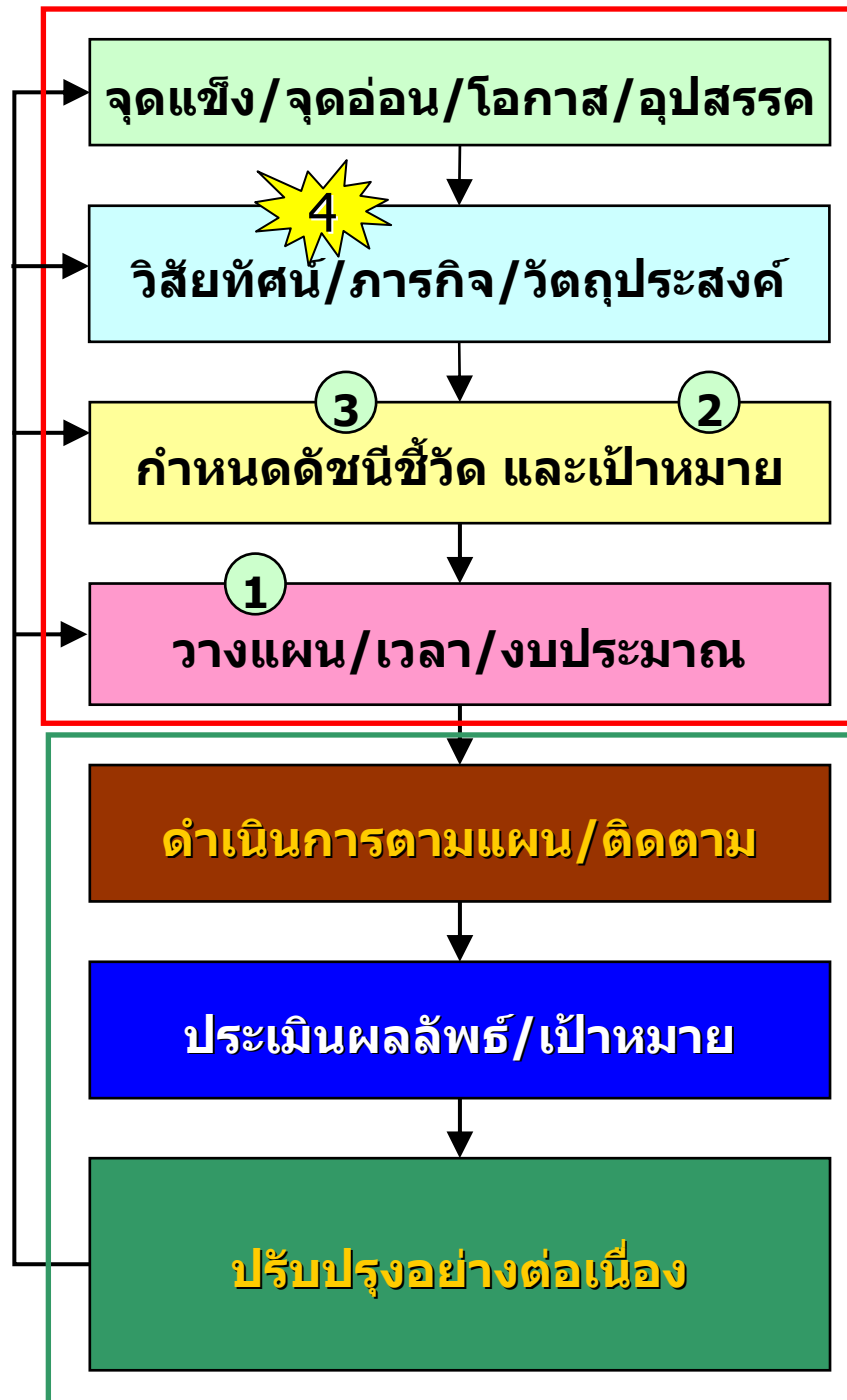 จุดแข็ง/จุดอ่อน/โอกาส/อุปสรรค
4
วิสัยทัศน์/ภารกิจ/วัตถุประสงค์
3 2
กำหนดดัชนีชี้วัด และเป้าหมาย
1
วางแผน/เวลา/งบประมาณ
ดำเนินการตามแผน/ติดตาม
ประเมินผลลัพธ์/เป้าหมาย
ปรับปรุงอย่างต่อเนื่อง